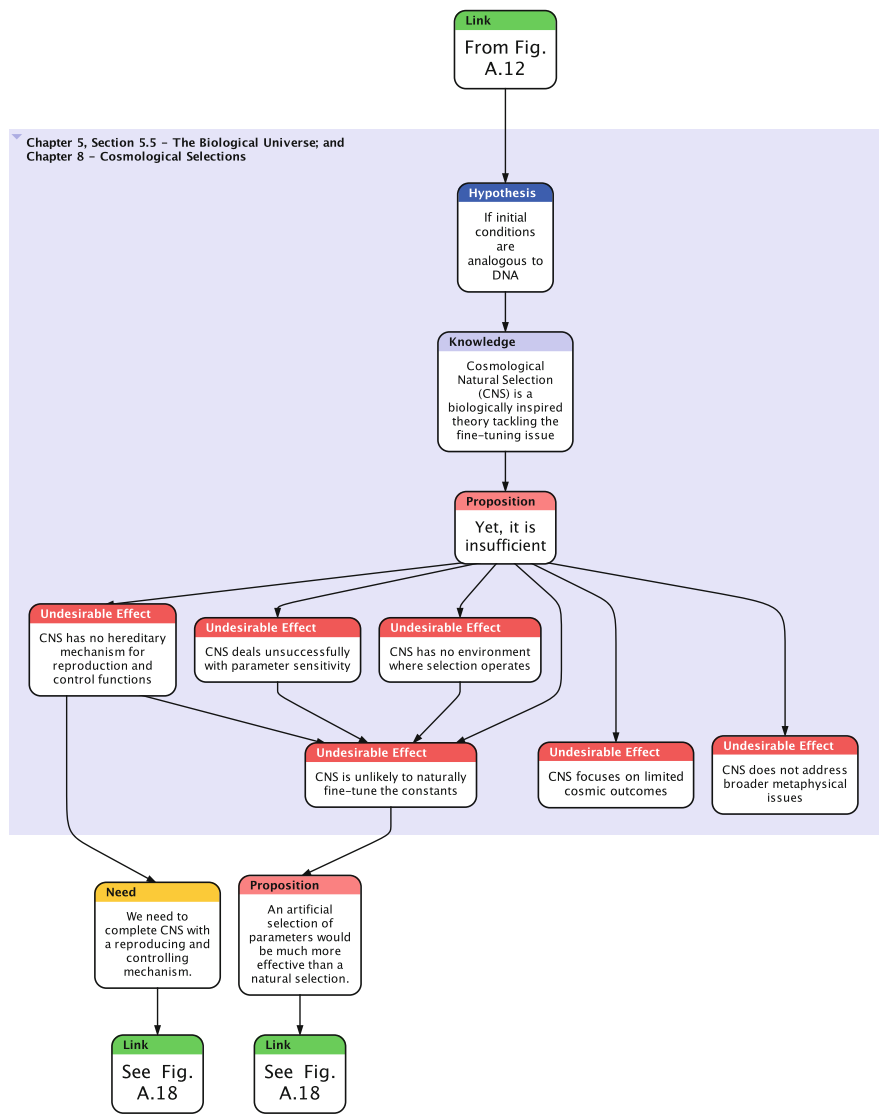 Link
From Fig.
A.12
Chapter 5, Section 5.5 – The Biological Universe; and
Chapter 8 – Cosmological Selections
Hypothesis
If initial
conditions
are
analogous to
DNA
Knowledge
Cosmological
Natural Selection
(CNS) is a
biologically inspired
theory tackling the
fine-tuning issue
Proposition
Yet, it is
insufficient
Undesirable Effect
CNS has no hereditary
mechanism for
reproduction and
control functions
Undesirable Effect
CNS deals unsuccessfully
with parameter sensitivity
Undesirable Effect
CNS has no environment
where selection operates
Undesirable Effect
CNS is unlikely to naturally
fine-tune the constants
Undesirable Effect
CNS focuses on limited
cosmic outcomes
Undesirable Effect
CNS does not address
broader metaphysical
issues
Need
We need to
complete CNS with
a reproducing and
controlling
mechanism.
Proposition
An artificial
selection of
parameters would
be much more
effective than a
natural selection.
Link
See Fig.
A.18
Link
See Fig.
A.18